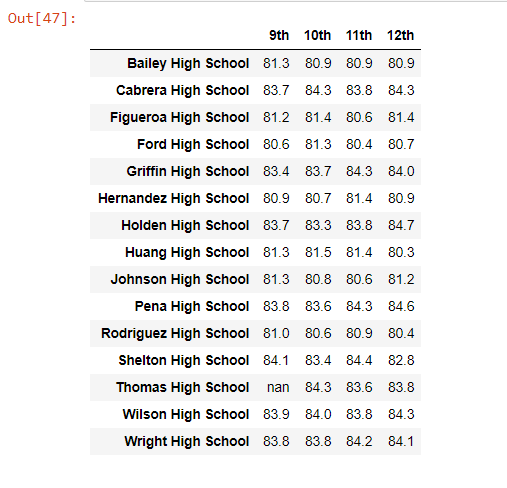 Out[47]:
9th 10th 11th 12th
Bailey High School 81.3 80.9 80.9 80.9
Cabrera High School 83.7 84.3 83.8 84.3
Figueroa High School 81.2 81.4 80.6 81.4
Ford High School 80.6 81.3 80.4 80.7
Griffin High School 83.4 83.7 84.3 84.0
Hernandez High School 80.9 80.7 81.4 80.9
Holden High School 83.7 83.3 83.8 84.7
Huang High School 81.3 81.5 81.4 80.3
Johnson High School 81.3 80.8 80.6 81.2
Pena High School 83.8 83.6 84.3 84.6
Rodriguez High School 81.0 80.6 80.9 80.4
Shelton High School 84.1 83.4 84.4 82.8
Thomas High School nan 84.3 83.6 83.8
Wilson High School 83.9 84.0 83.8 84.3
Wright High School 83.8 83.8 84.2 84.1